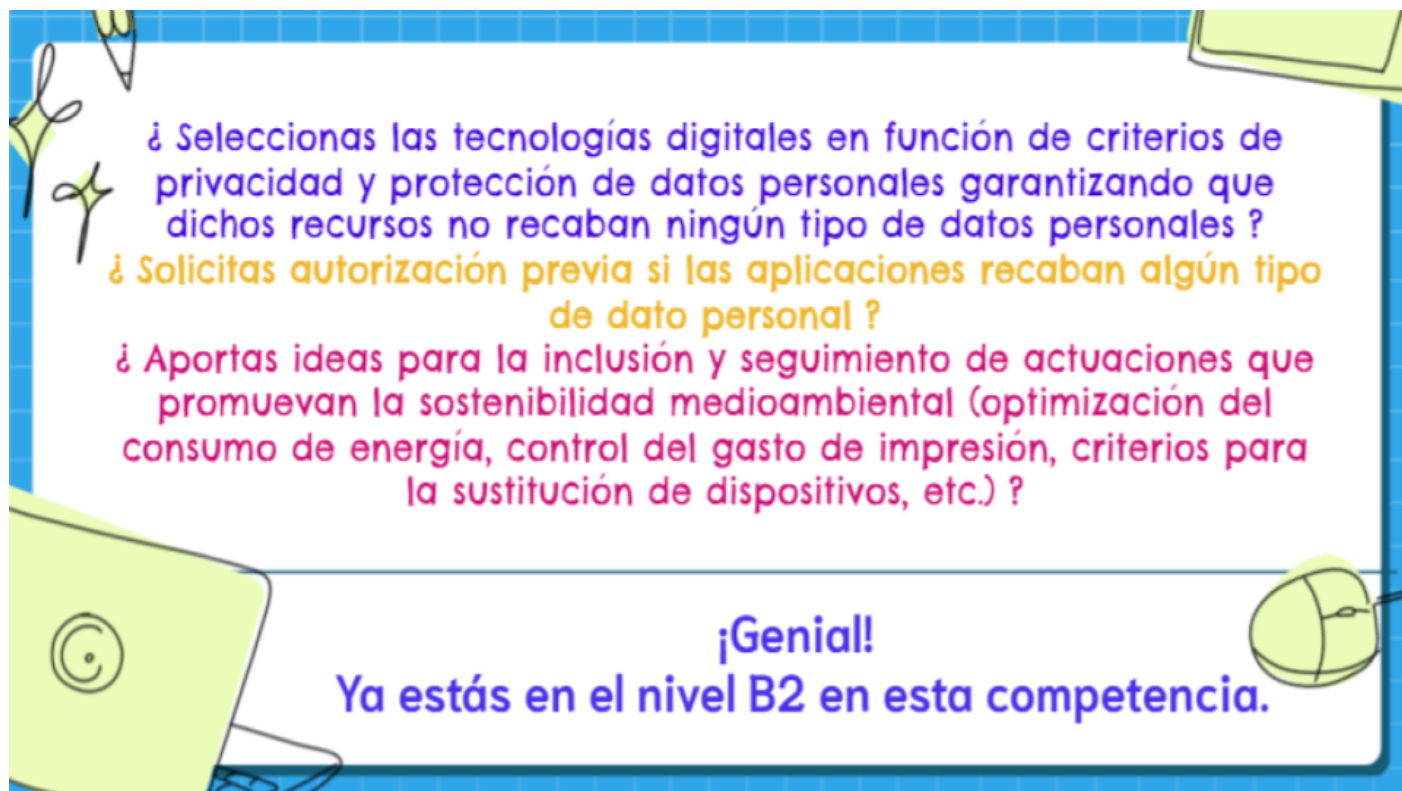 ¿ Seleccionas las tecnologías digitales en función de criterios de
privacidad y protección de datos personales garantizando que
dichos recursos no recaban ningún tipo de datos personales ?
¿ Solicitas autorización previa si las aplicaciones recaban algún tipo
de dato personal ?
¿ Aportas ideas para la inclusión y seguimiento de actuaciones que
promuevan la sostenibilidad medioambiental (optimización del
consumo de energía, control del gasto de impresión, criterios para
la sustitución de dispositivos, etc.) ?
¡Genial!
Ya estás en el nivel B2 en esta competencia.